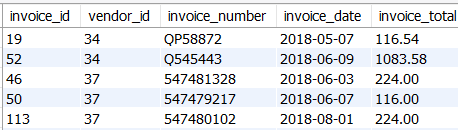 invoice_id vendor_id invoice_number invoice_date invoice_total
19 34 QP58872 2018-05-07 116.54
52 34 Q545443 2018-06-09 1083.58
46 37 547481328 2018-06-03 224.00
50 37 547479217 2018-06-07 116.00
113 37 547480102 2018-08-01 224.00